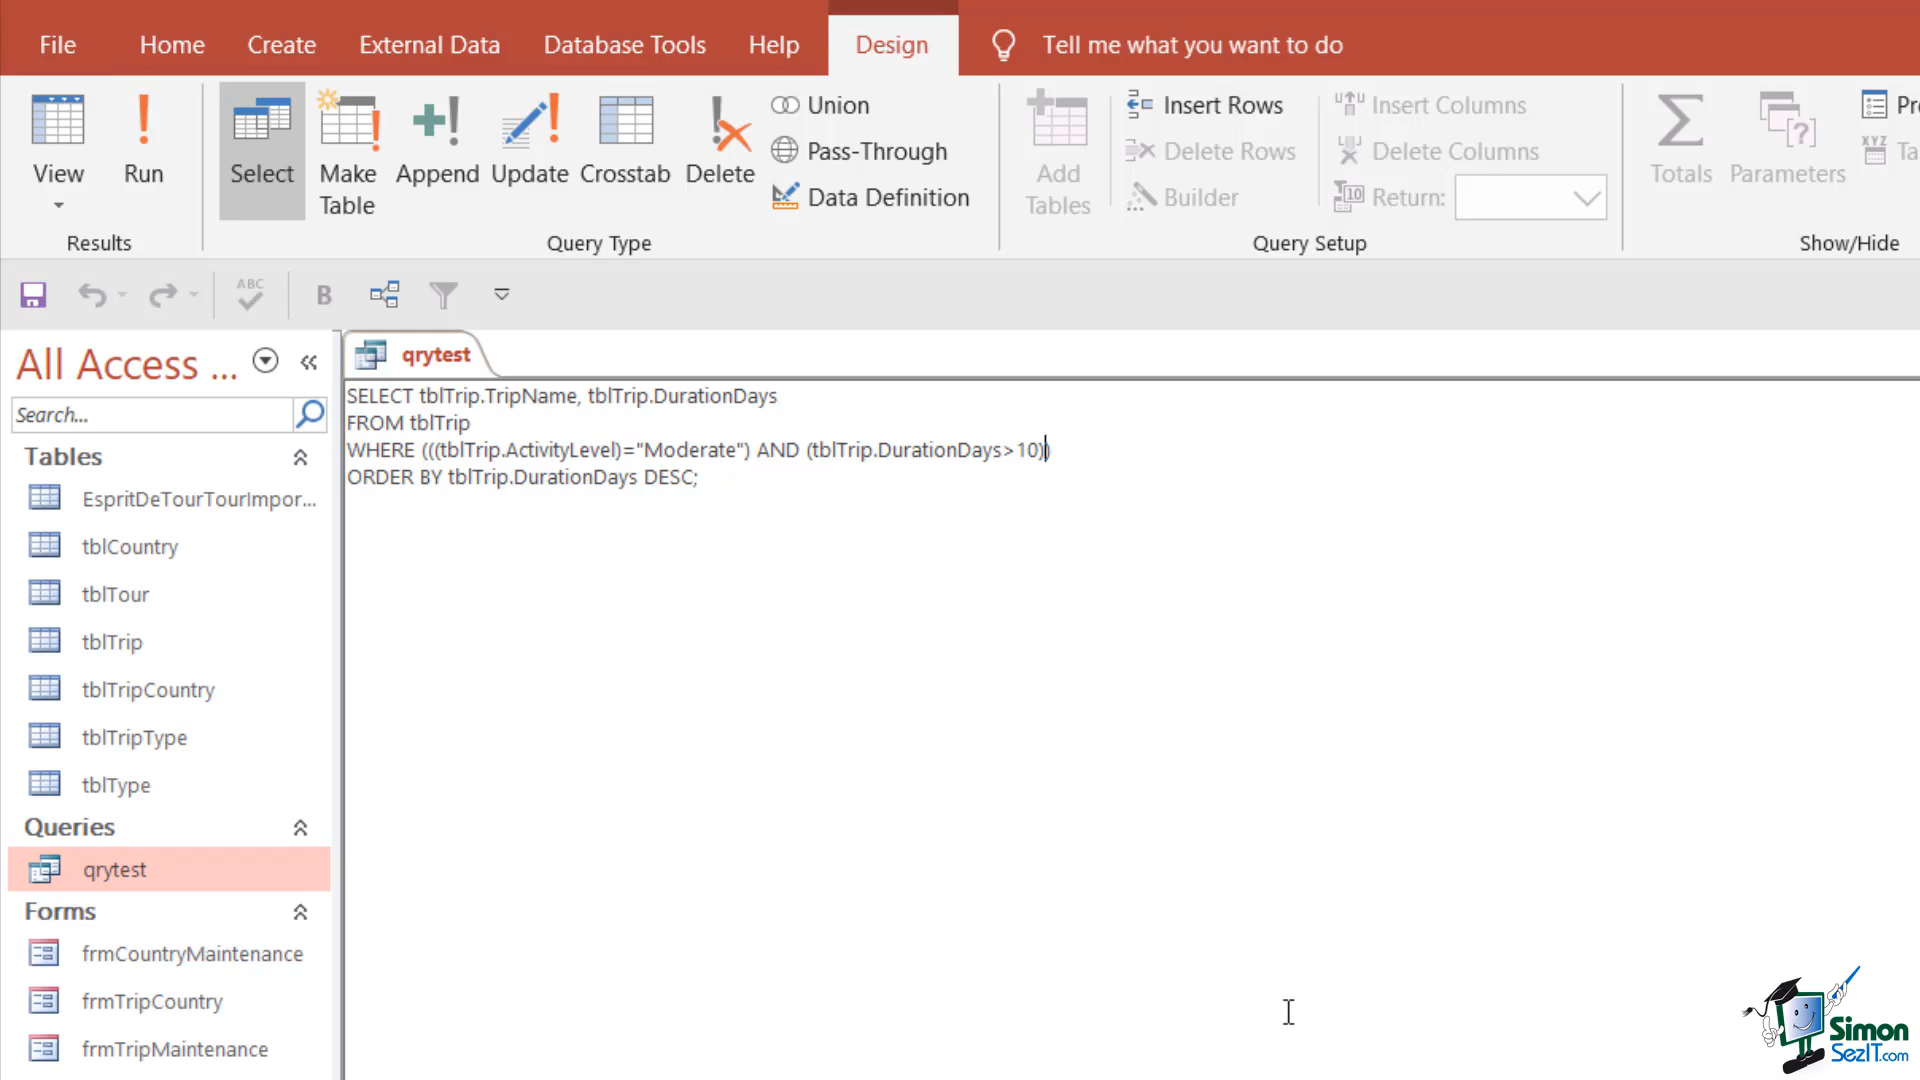 File Home Create External Data Database Tools Help Design Tell me what you want to do
View Run Select Make Table Append Update Crosstab Delete
Union
Pass-Through
Data Definition
Add Tables
Insert Rows
Delete Rows
Builder
Insert Columns
Delete Columns
Return:
Totals Parameters
Results Query Type Query Setup Show/Hide
ABC
B
All Access ...
Search...
Tables
EspritDeTourTourImpor...
tblCountry
tblTour
tblTrip
tblTripCountry
tblTripType
tblType
Queries
qrytest
Forms
frmCountryMaintenance
frmTripCountry
frmTripMaintenance
qrytest
SELECT tblTrip.TripName, tblTrip.DurationDays
FROM tblTrip
WHERE (((tblTrip.ActivityLevel)="Moderate") AND (tblTrip.DurationDays>10))
ORDER BY tblTrip.DurationDays DESC;
Simon
SezIT.com